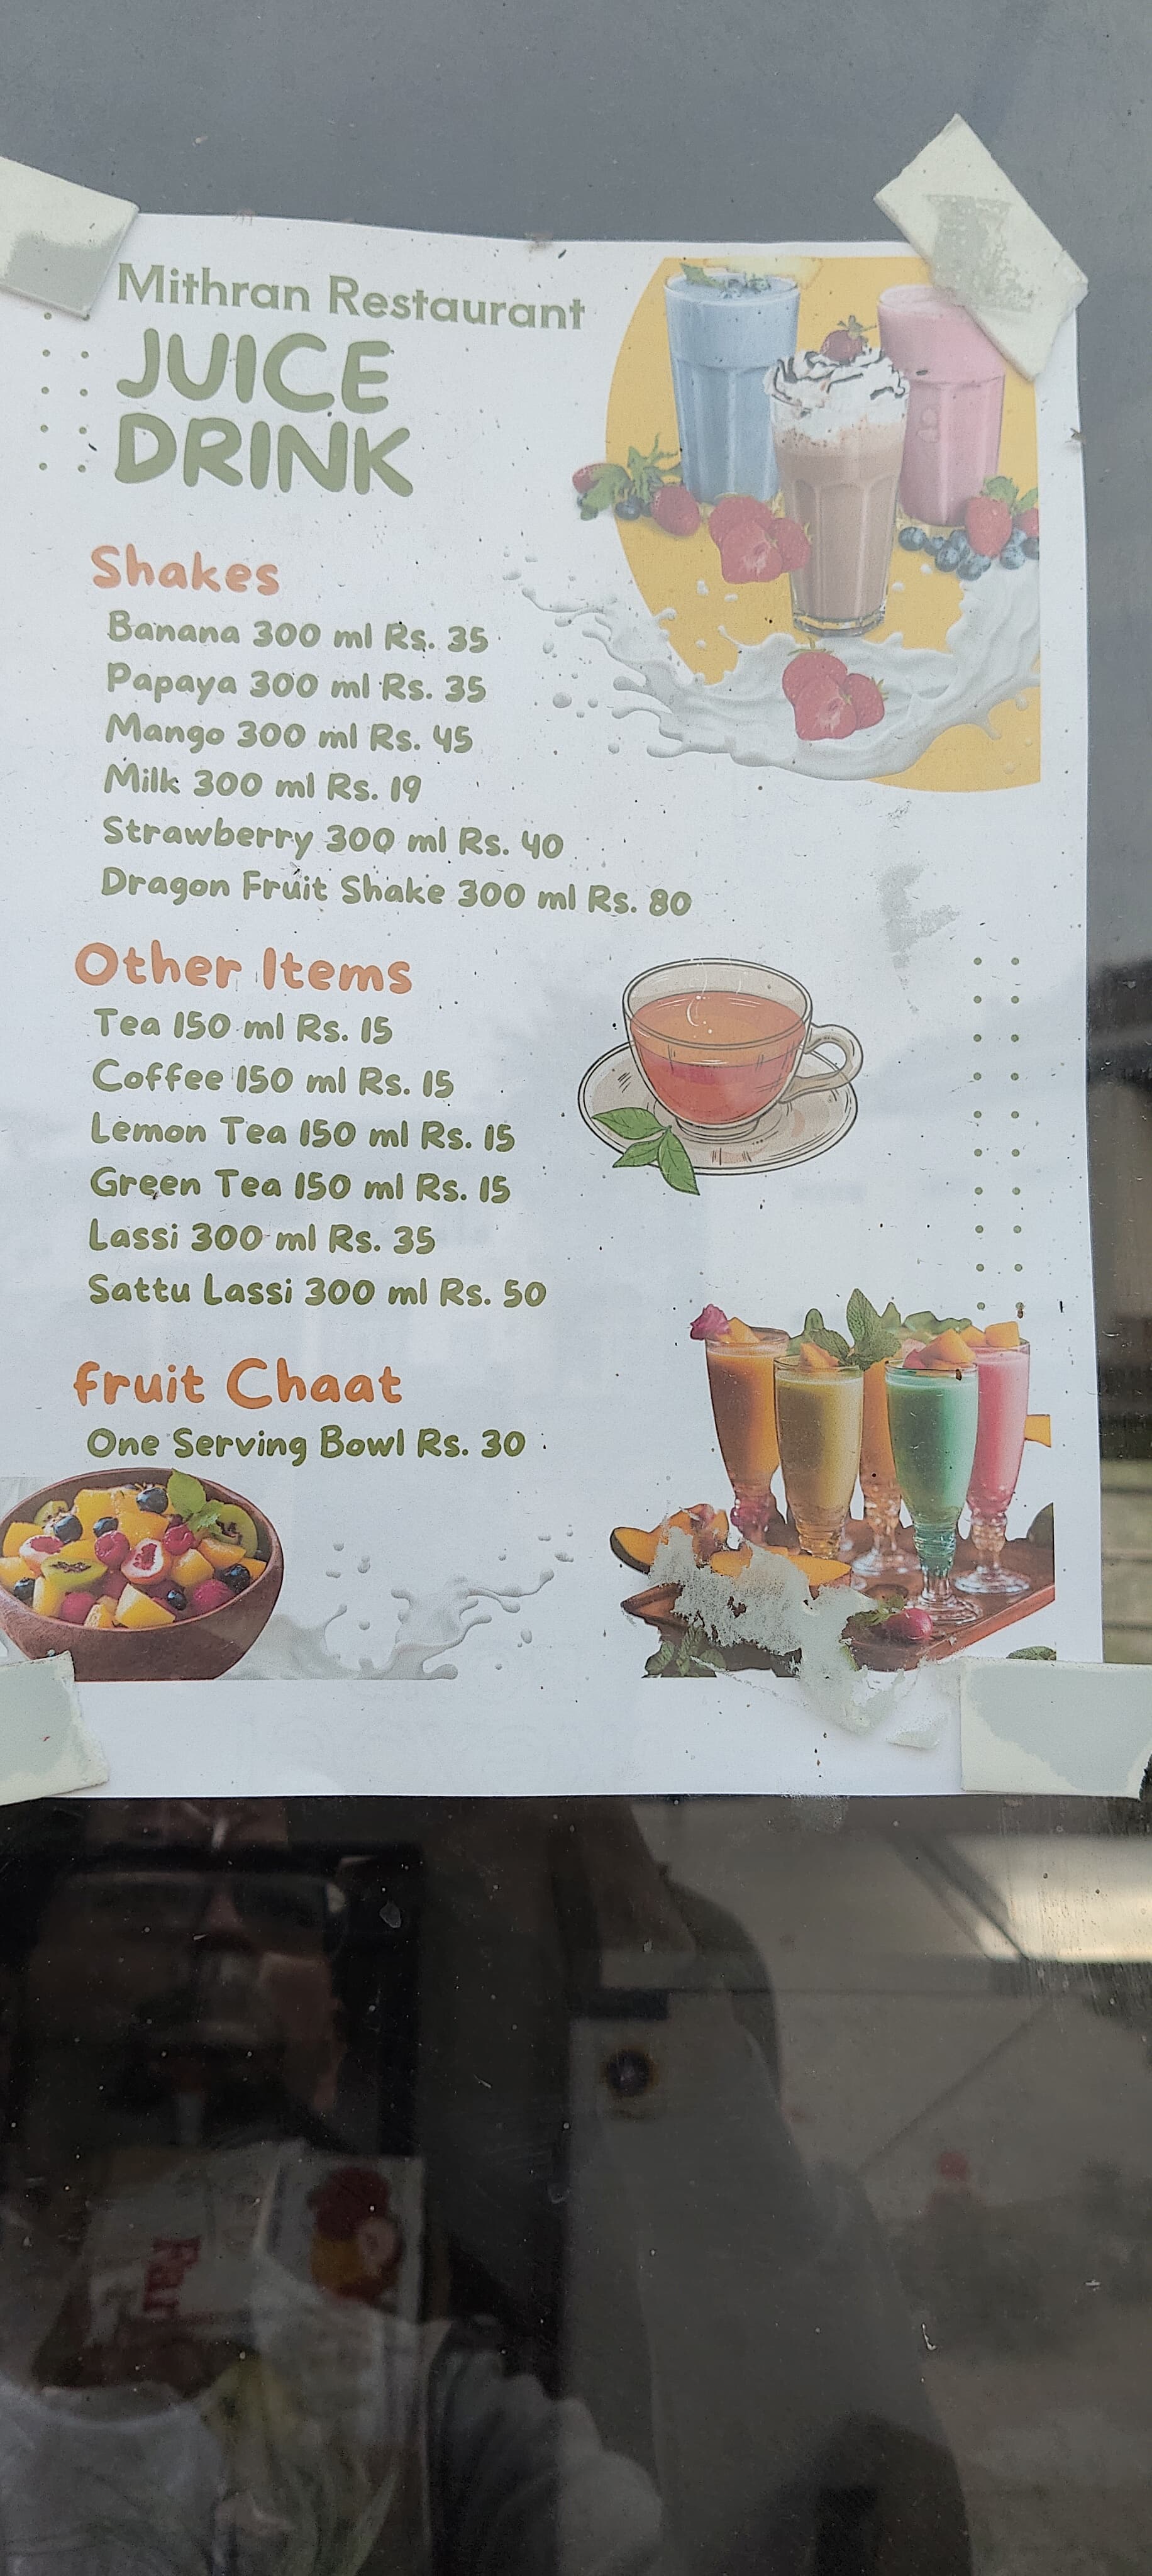 Mithran Restaurant
JUICE
DRINK
Shakes
Banana 300 ml Rs. 35
Papaya 300 ml Rs. 35
Mango 300 ml Rs. 45
Milk 300 ml Rs. 19
Strawberry 300 ml Rs. 40
Dragon Fruit Shake 300 ml Rs. 80
Other Items
Tea 150 ml Rs. 15
Coffee 150 ml Rs. 15
Lemon Tea 150 ml Rs. 15
Green Tea 150 ml Rs. 15
Lassi 300 ml Rs. 35
Sattu Lassi 300 ml Rs. 50
fruit Chaat
One Serving Bowl Rs. 30